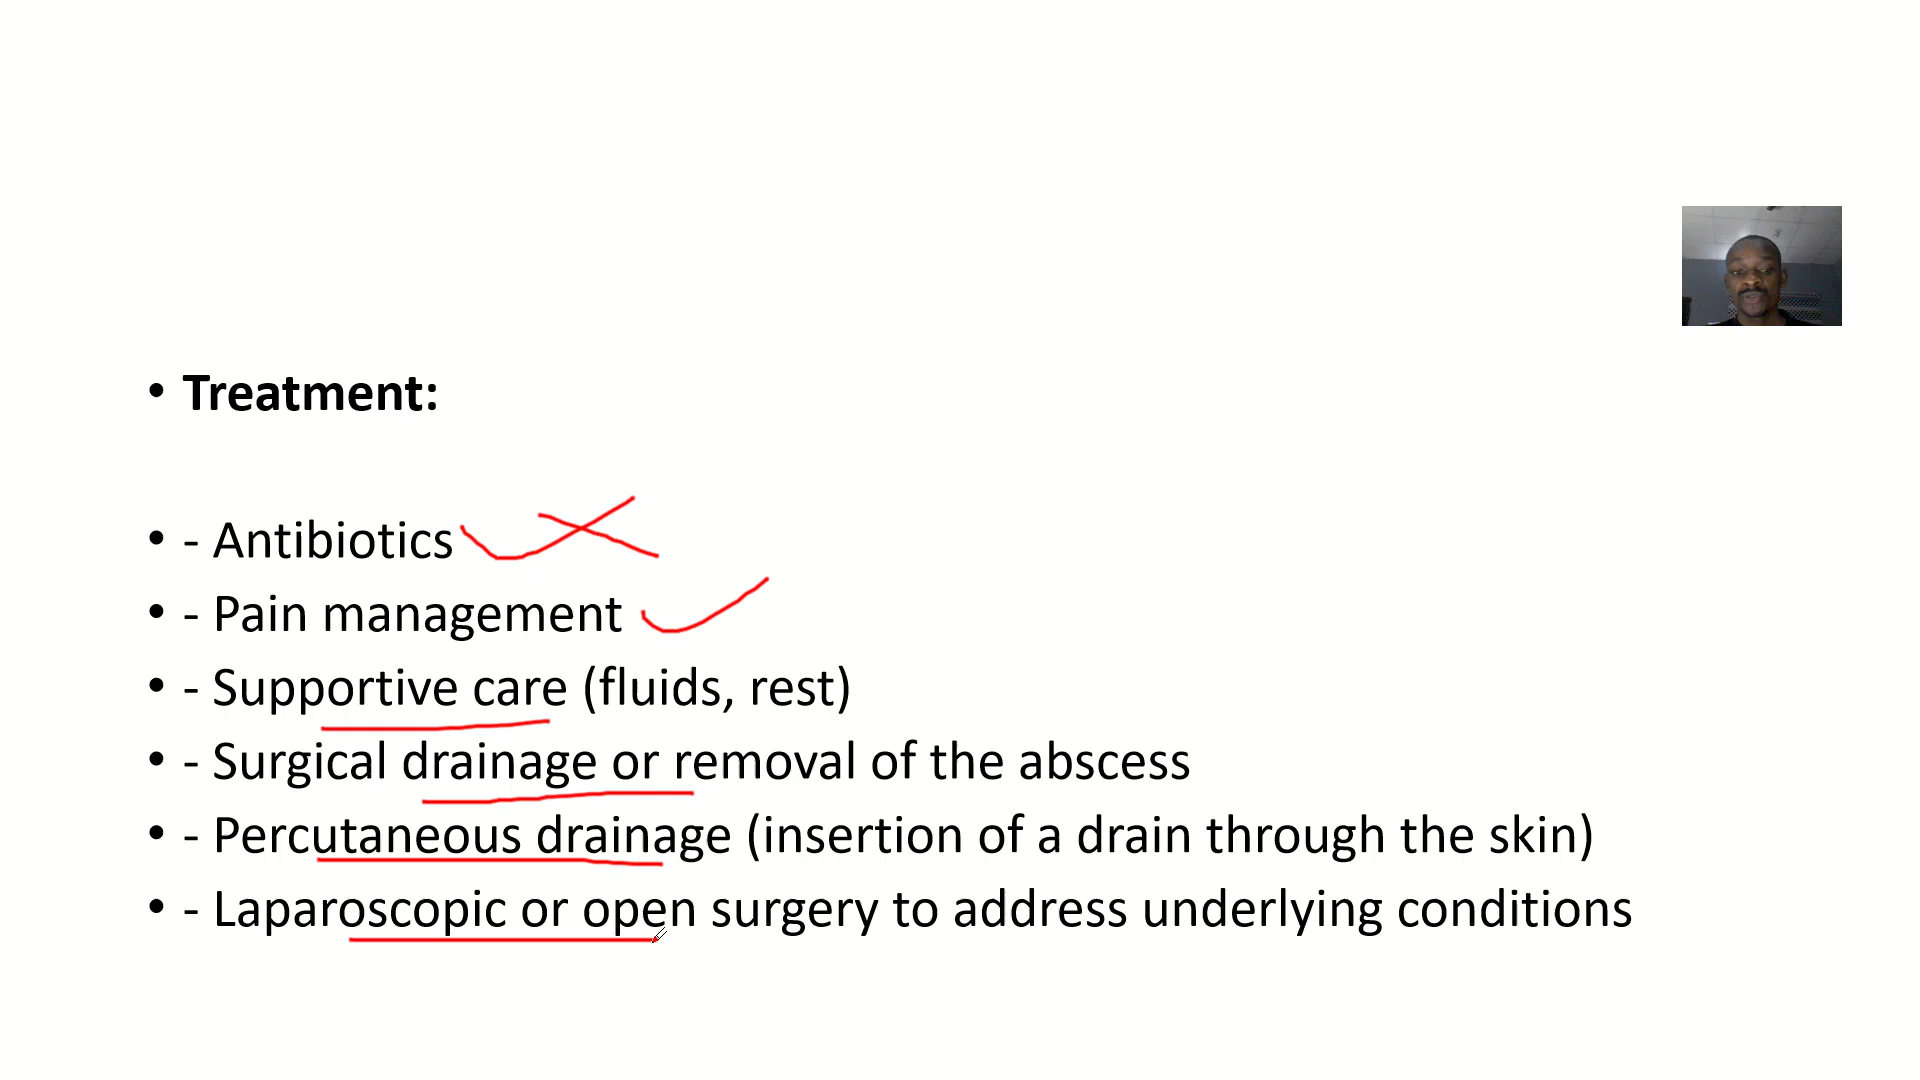 • Treatment:
• - Antibiotics
• - Pain management
• - Supportive care (fluids, rest)
• - Surgical drainage or removal of the abscess
• - Percutaneous drainage (insertion of a drain through the skin)
• - Laparoscopic or open surgery to address underlying conditions